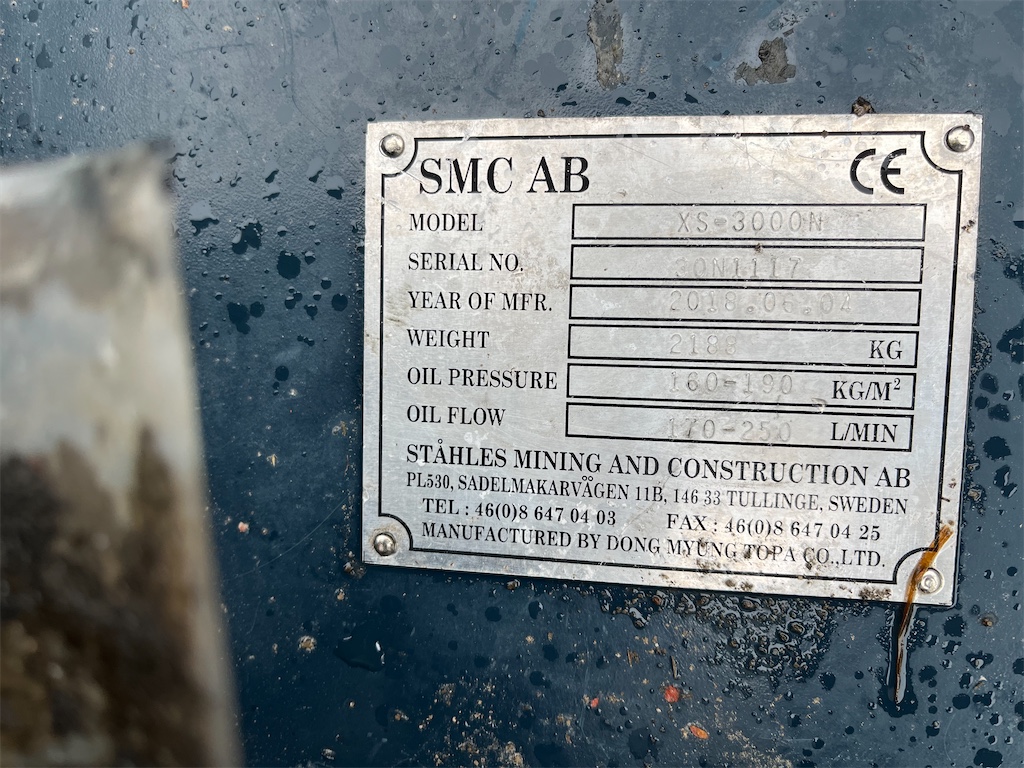 SMC AB CE
MODEL XS-3000N
SERIAL NO. 30N1117
YEAR OF MFR. 2018.06.04
WEIGHT KG
OIL PRESSURE 160-190 KG/M²
OIL FLOW 170-250 L/MIN
STÅHLES MINING AND CONSTRUCTION AB
PL530, SADELMAKARVÄGEN 11B, 146 33 TULLINGE, SWEDEN
TEL : 46(0)8 647 04 03 FAX : 46(0)8 647 04 25
MANUFACTURED BY DONG MYUNG TOPA CO.,LTD.